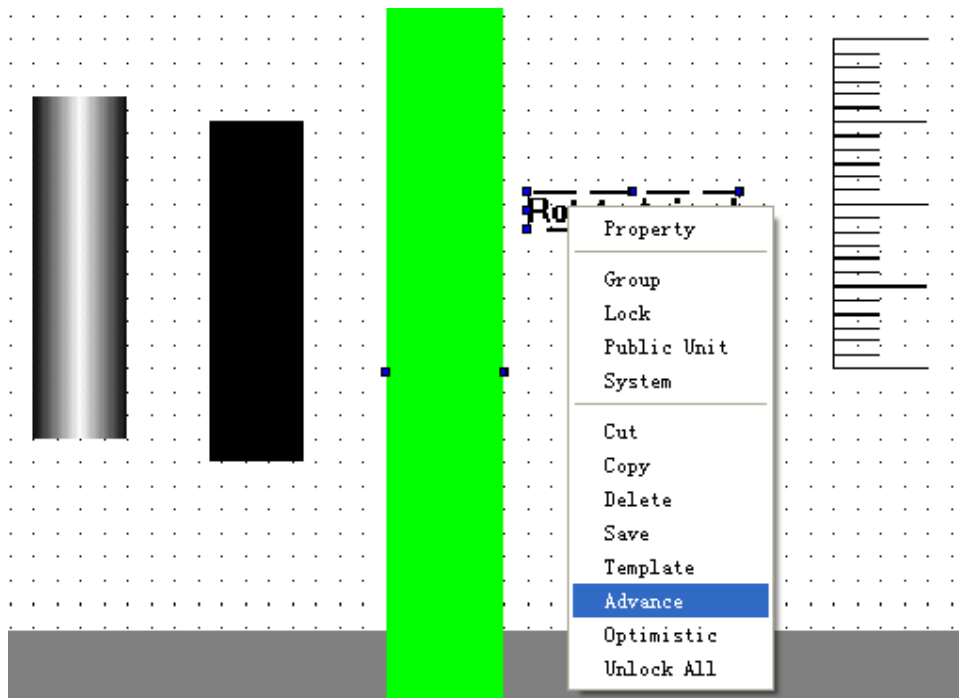 Property
Group
Lock
Public Unit
System
Cut
Copy
Delete
Save
Template
Advance
Optimistic
Unlock All